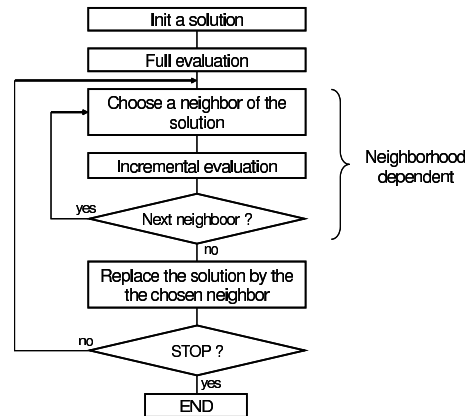 Init a solution
Full evaluation
Choose a neighbor of the
solution
Incremental evaluation
Neighborhood
dependent
yes
Next neighboor ?
no
Replace the solution by the
the chosen neighbor
no
STOP ?
yes
END